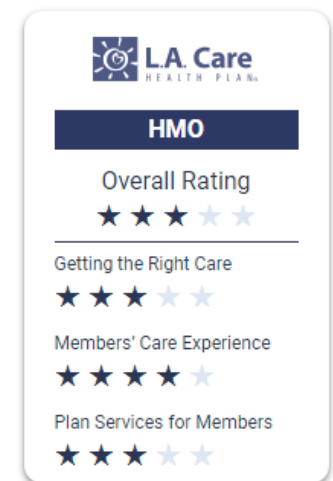 L.A. Care
HEALTH PLAN®
HMO
Overall Rating
Getting the Right Care
Members' Care Experience
Plan Services for Members